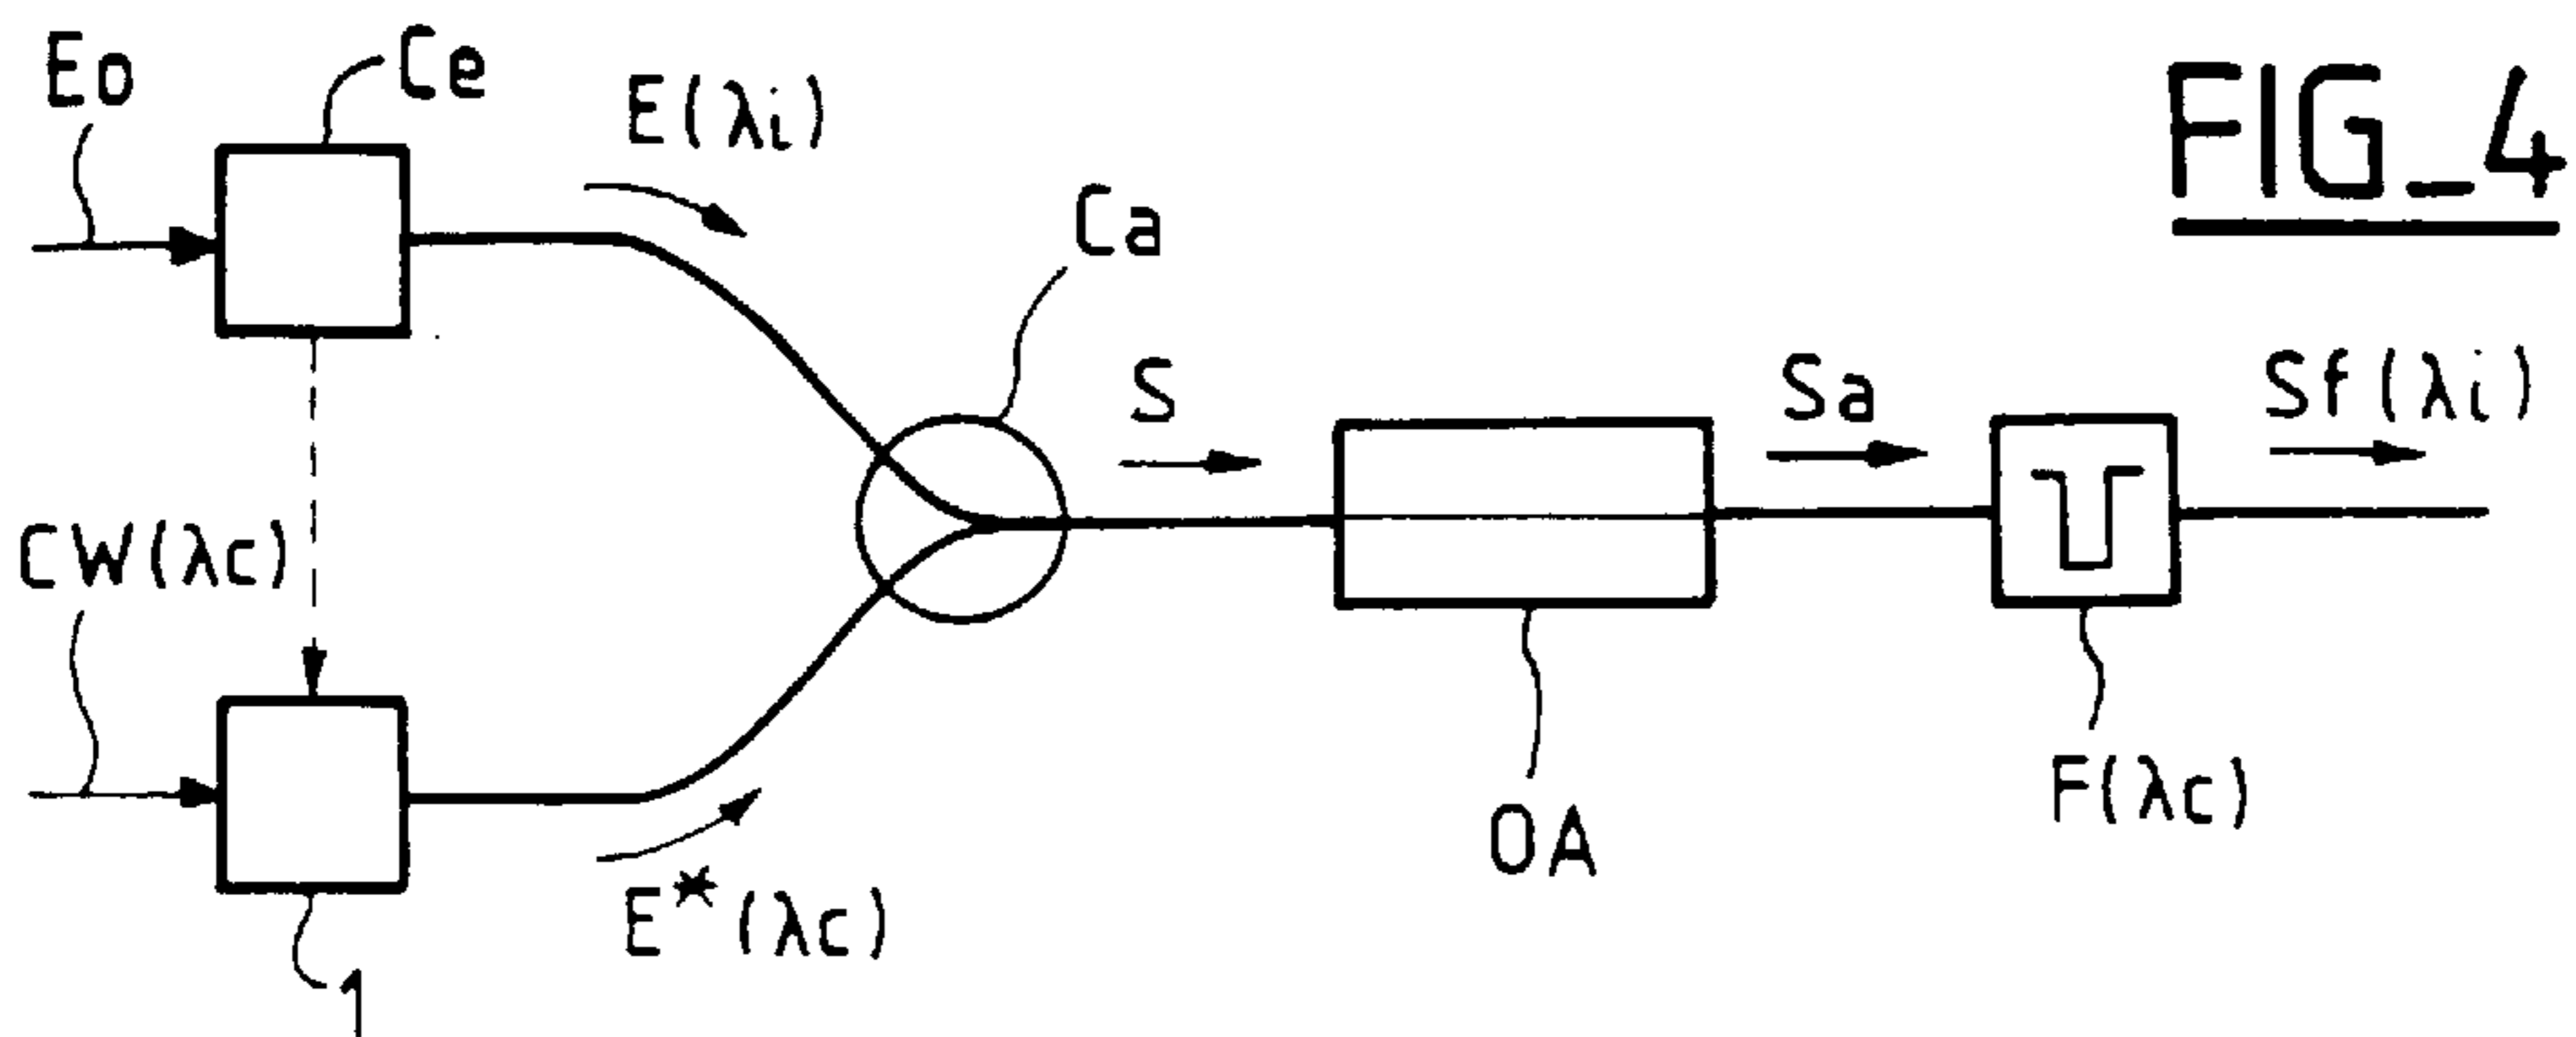 FIG_4
Eo
Ce
E(λi)
Ca
S
Sa
Sf(λi)
CW(λc)
1
E*(λc)
OA
F(λc)